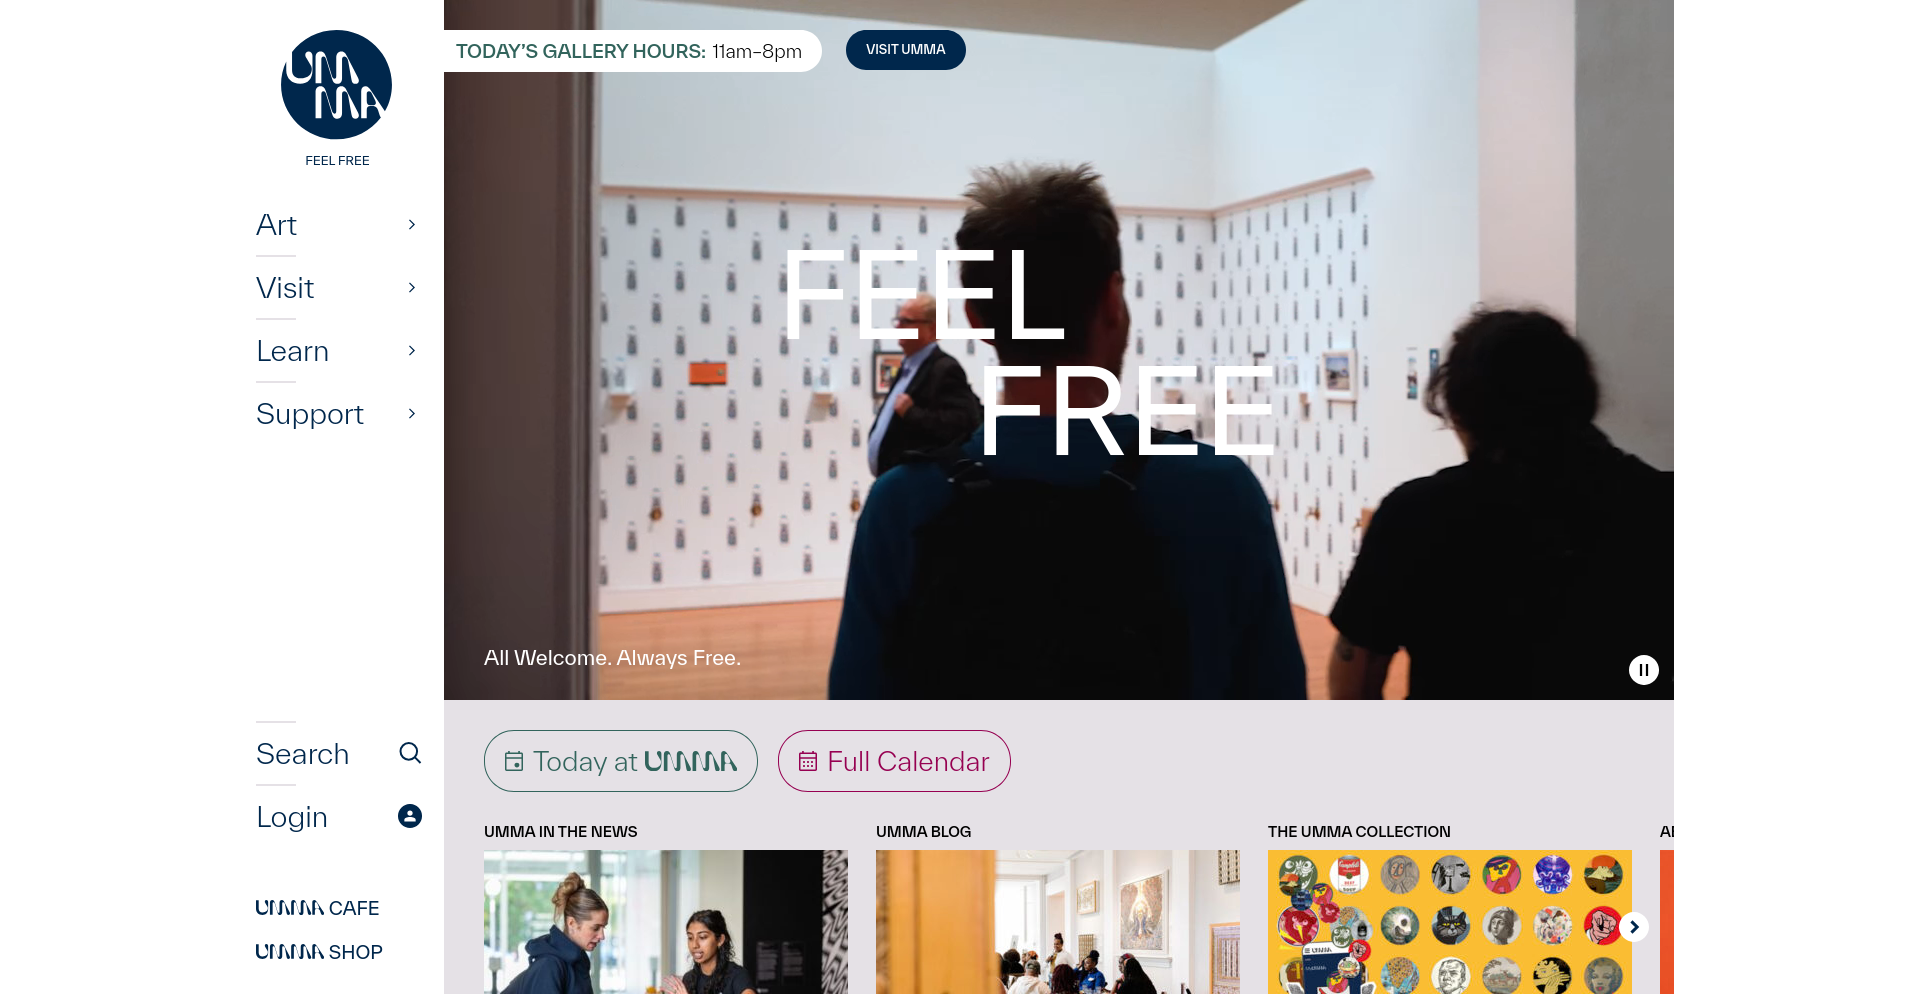 UMMA
FEEL FREE
Art
Visit
Learn
Support
Search
Login
UMMA CAFE
UMMA SHOP
TODAY'S GALLERY HOURS: 11am–8pm
VISIT UMMA
FEEL
FREE
All Welcome. Always Free.
Today at UMMA
Full Calendar
UMMA IN THE NEWS
UMMA BLOG
THE UMMA COLLECTION